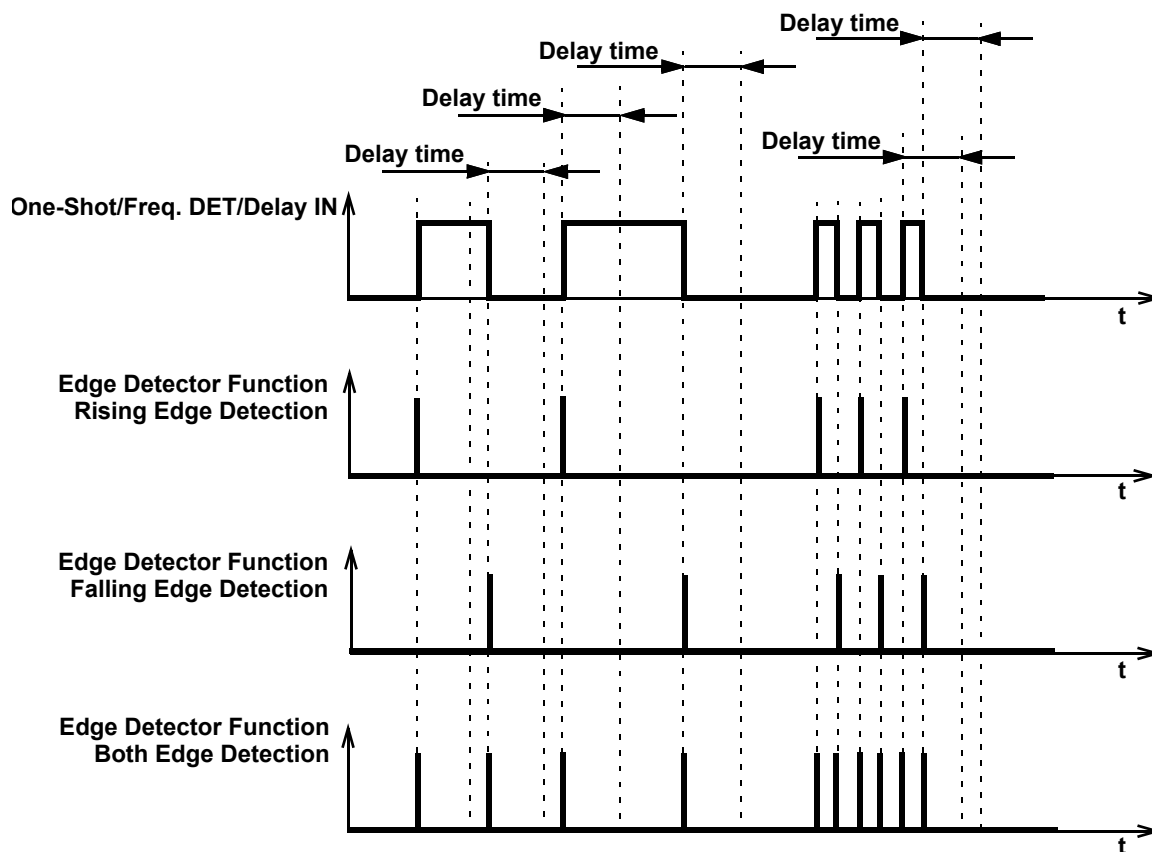 Delay time
Delay time
Delay time
Delay time
Delay time
One-Shot/Freq. DET/Delay IN
t
Edge Detector Function
Rising Edge Detection
t
Edge Detector Function
Falling Edge Detection
t
Edge Detector Function
Both Edge Detection
t